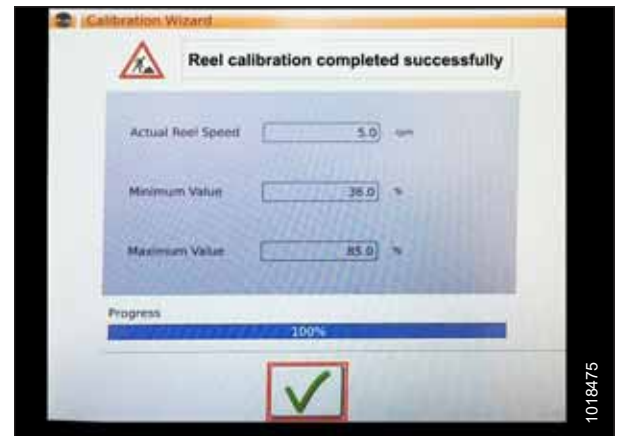 Calibration Wizard
Reel calibration completed successfully
Actual Reel Speed 5.0 rpm
Minimum Value 36.0 %
Maximum Value 85.0 %
Progress
100%
1018475